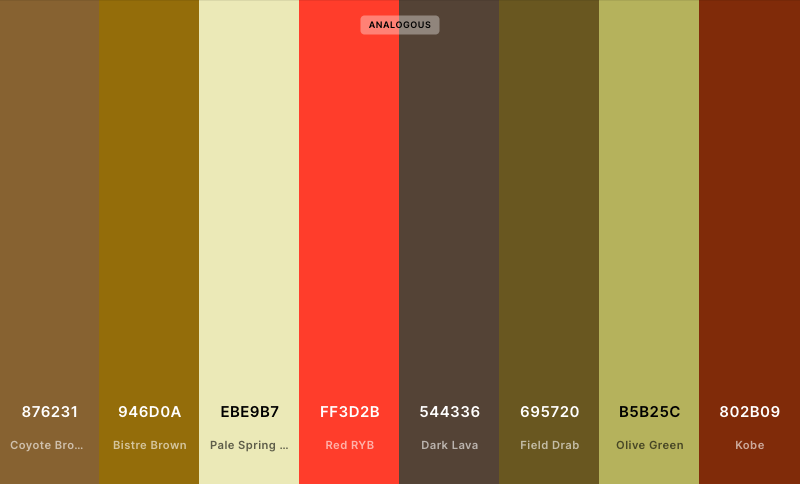 ANALOGOUS
876231 946D0A EBE9B7 FF3D2B 544336 695720 B5B25C 802B09
Coyote Bro... Bistre Brown Pale Spring ... Red RYB Dark Lava Field Drab Olive Green Kobe